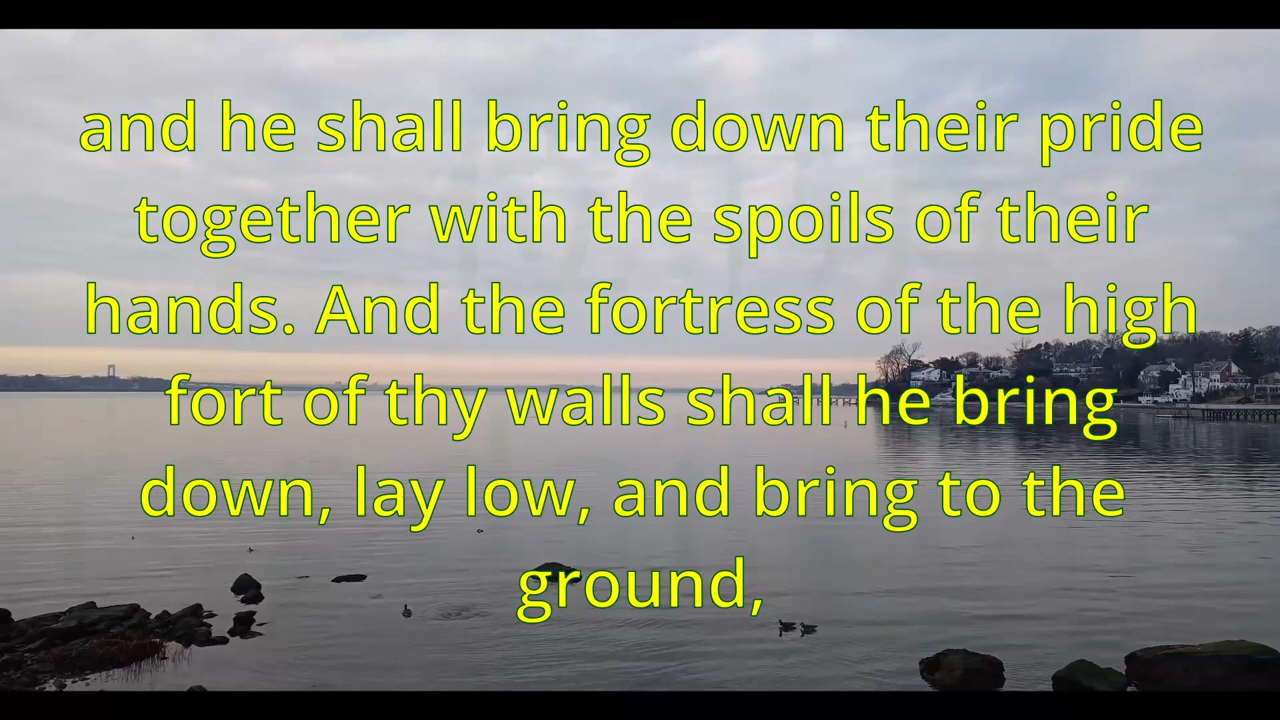 and he shall bring down their pride
together with the spoils of their
hands. And the fortress of the high
fort of thy walls shall he bring
down, lay low, and bring to the
ground,